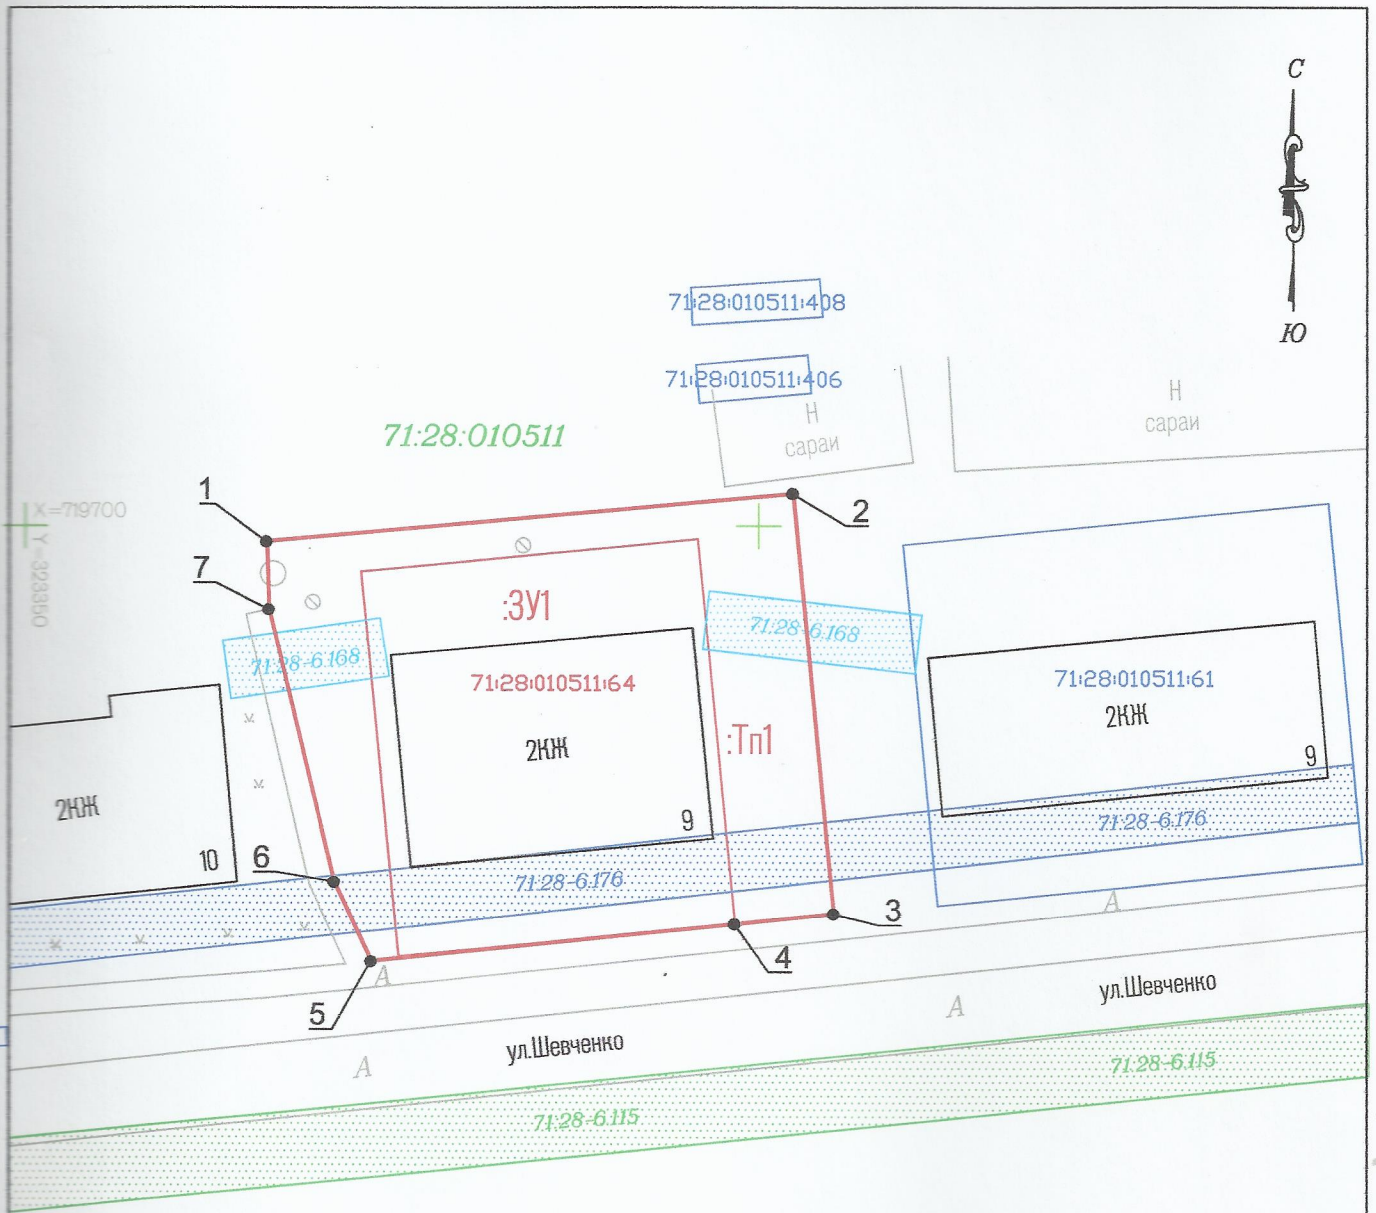 С
Ю
71:28:010511:408
71:28:010511:406
Н
сараи
Н
сараи
71:28:010511
1
2
X=719700
Y=323350
7
:ЗУ1
71:28-6.168
71:28-6.168
71:28:010511:64
71:28:010511:61
2КЖ
2КЖ
:Тп1
9
9
2КЖ
10
6
71:28-6.176
71:28-6.176
3
4
5
А
А
А
А
ул.Шевченко
ул.Шевченко
71:28-6.115
71:28-6.115